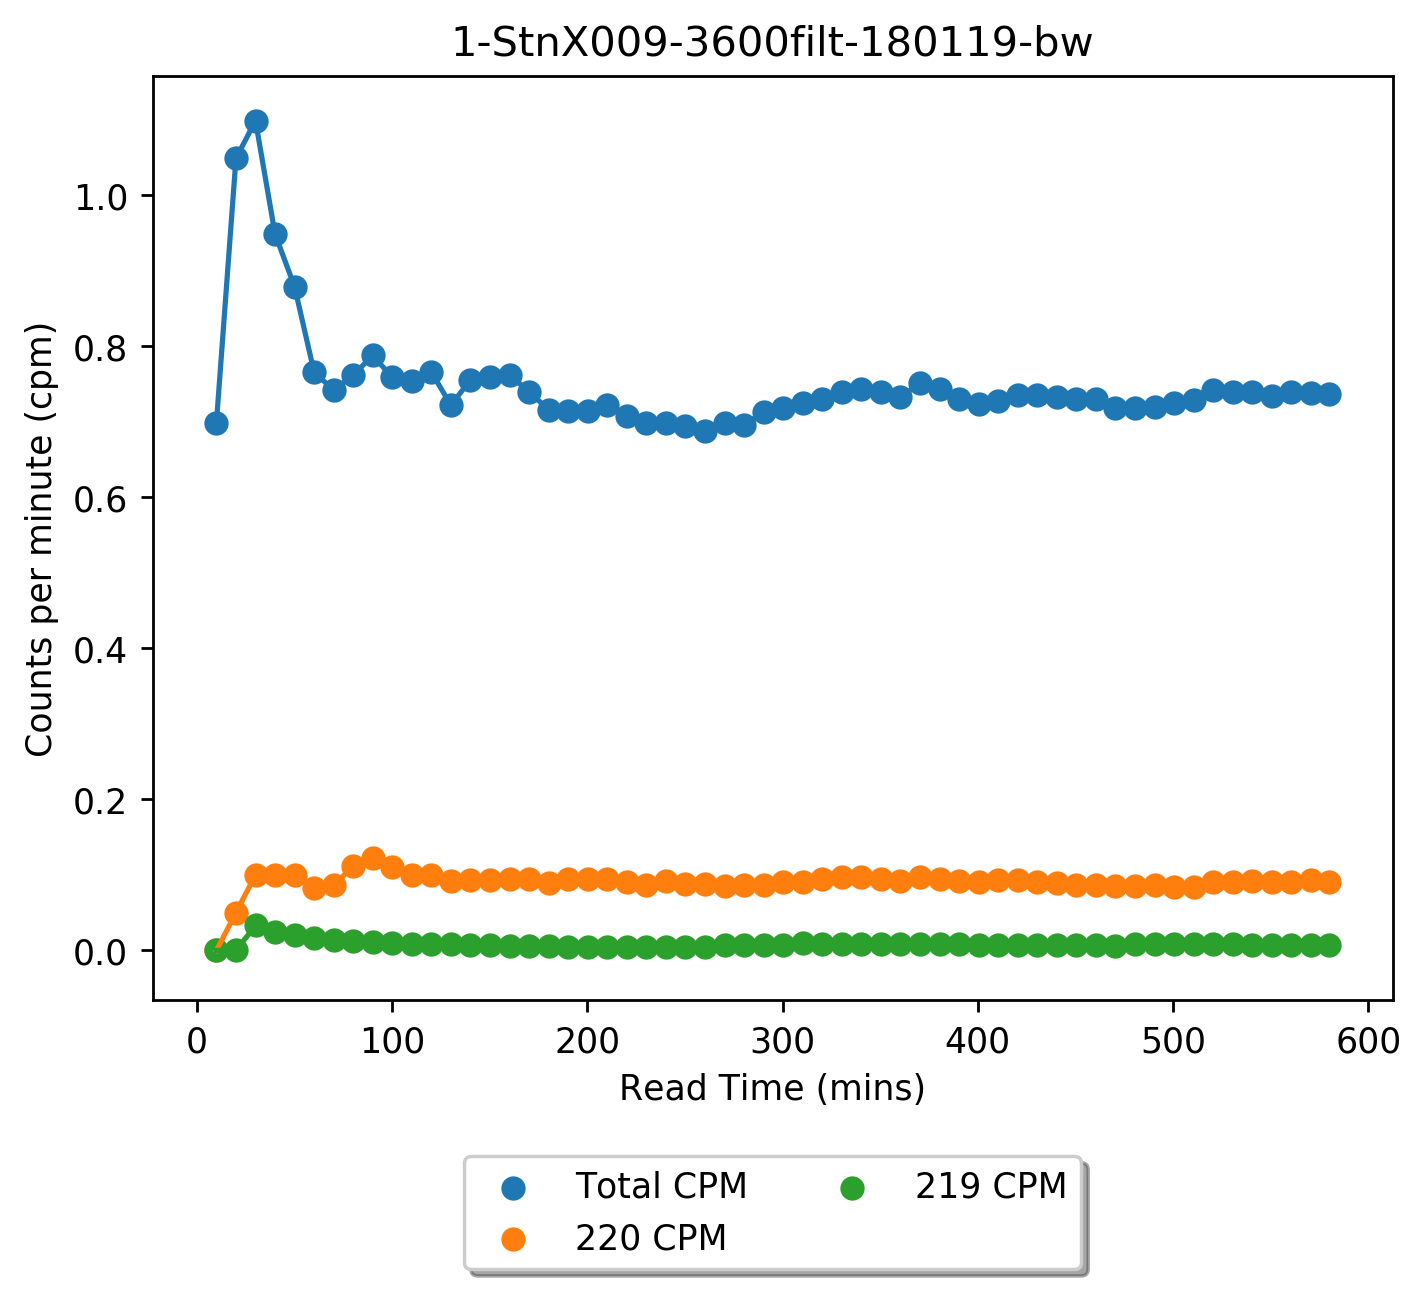 1-StnX009-3600filt-180119-bw
Counts per minute (cpm)
1.0
0.8
0.6
0.4
0.2
0.0
0 100 200 300 400 500 600
Read Time (mins)
Total CPM 219 CPM
220 CPM